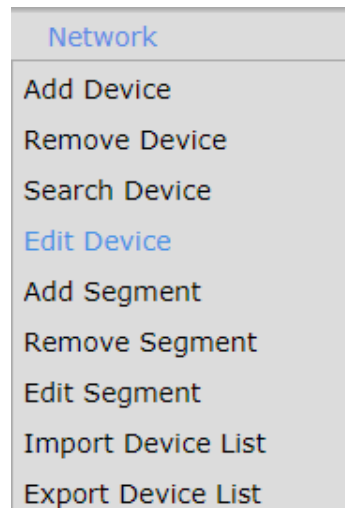 Network
Add Device
Remove Device
Search Device
Edit Device
Add Segment
Remove Segment
Edit Segment
Import Device List
Export Device List